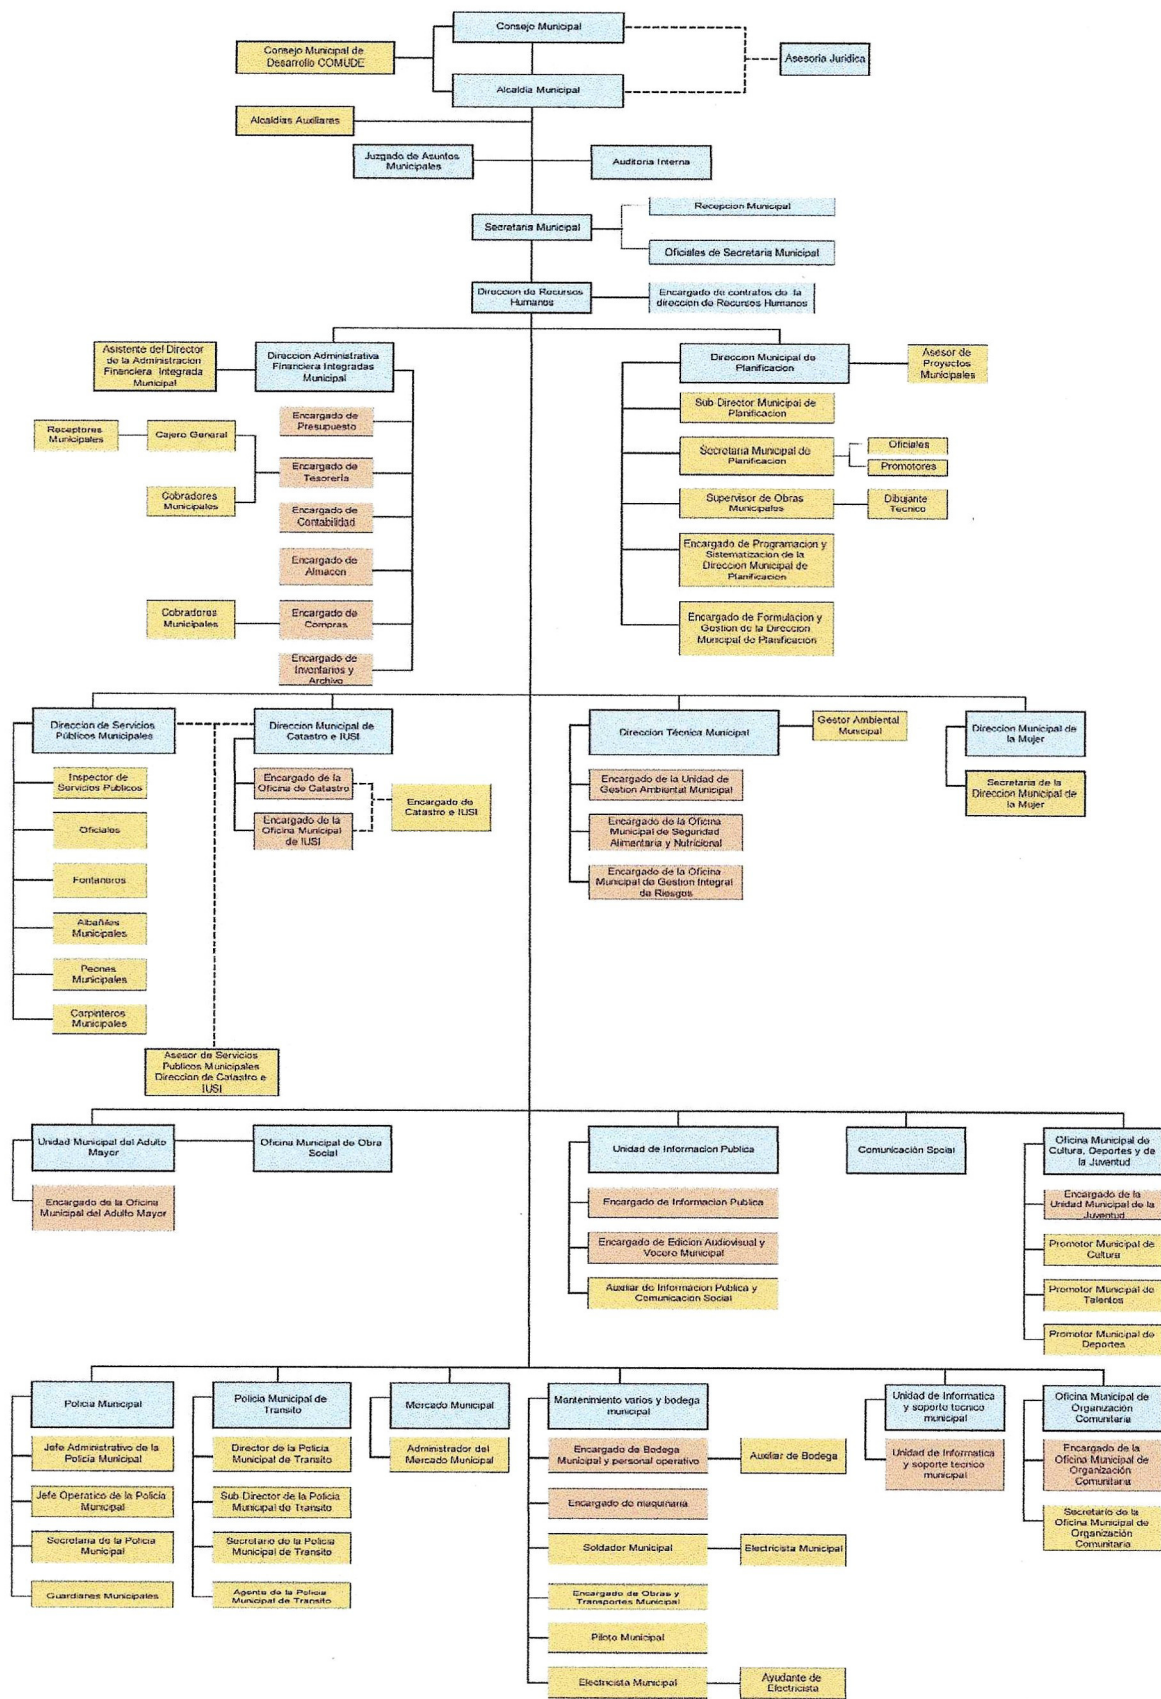 Consejo Municipal
Consejo Municipal de
Desarrollo COMUDE
Asesoria Juridica
Alcaldia Municipal
Alcaldias Auxiliares
Juzgado de Asuntos
Municipales
Auditoria Interna
Recepcion Municipal
Secretaria Municipal
Oficiales de Secretaria Municipal
Direccion de Recursos
Humanos
Encargado de contratos de la
direccion de Recursos Humanos
Asistente del Director
de la Administracion
Financiera Integrada
Municipal
Direccion Administrativa
Financiera Integradas
Municipal
Direccion Municipal de
Planificacion
Asesor de
Proyectos Municipales
Encargado de
Presupuesto
Sub-Director Municipal de
Planificacion
Receptores
Municipales
Cajero General
Secretaria Municipal de
Planificacion
Oficiales
Promotores
Encargado de
Tesorería
Cobradores
Municipales
Supervisor de Obras
Municipales
Dibujante
Tecnico
Encargado de
Contabilidad
Encargado de Programacion y
Sistematizacion de la
Direccion Municipal de
Planificacion
Encargado de
Almacen
Cobradores
Municipales
Encargado de
Compras
Encargado de Formulacion y
Gestion de la Direccion
Municipal de Planificacion
Encargado de
Inventarios y
Archivo
Direccion de Servicios
Públicos Municipales
Direccion Municipal de
Catastro e IUSI
Direccion Técnica Municipal
Gestor Ambiental
Municipal
Direccion Municipal de
la Mujer
Inspector de
Servicios Publicos
Encargado de la
Oficina de Catastro
Encargado de
Catastro e IUSI
Encargado de la Unidad de
Gestion Ambiental Municipal
Secretaria de la
Direccion Municipal de
la Mujer
Oficiales
Encargado de la
Oficina Municipal
de IUSI
Encargado de la Oficina
Municipal de Seguridad
Alimentaria y Nutricional
Fontaneros
Encargado de la Oficina
Municipal de Gestion Integral
de Riesgos
Albañiles
Municipales
Peones
Municipales
Carpinteros
Municipales
Asesor de Servicios
Publicos Municipales
Direccion de Catastro e
IUSI
Unidad Municipal del Adulto
Mayor
Oficina Municipal de Obra
Social
Unidad de Informacion Publica
Comunicación Social
Oficina Municipal de
Cultura, Deportes y de
la Juventud
Encargado de la Oficina
Municipal del Adulto Mayor
Encargado de Informacion Publica
Encargado de la
Unidad Municipal de la
Juventud
Encargado de Edicion Audiovisual y
Vocero Municipal
Promotor Municipal de
Cultura
Auxiliar de Informacion Publica y
Comunicacion Social
Promotor Municipal de
Talentos
Promotor Municipal de
Deportes
Policia Municipal
Policia Municipal de
Transito
Mercado Municipal
Mantenimiento varios y bodega
municipal
Unidad de Informatica
y soporte tecnico
municipal
Oficina Municipal de
Organización
Comunitaria
Jefe Administrativo de la
Policia Municipal
Director de la Policia
Municipal de Transito
Administrador del
Mercado Municipal
Encargado de Bodega
Municipal y personal operativo
Auxiliar de Bodega
Unidad de Informatica
y soporte tecnico
municipal
Encargado de la
Oficina Municipal de
Organización
Comunitaria
Jefe Operatico de la Policia
Municipal
Sub-Director de la Policia
Municipal de Transito
Encargado de maquinaria
Secretario de la
Oficina Municipal de
Organización
Comunitaria
Secretaria de la Policia
Municipal
Secretario de la Policia
Municipal de Transito
Soldador Municipal
Electricista Municipal
Guardianes Municipales
Agente de la Policia
Municipal de Transito
Encargado de Obras y
Transportes Municipal
Piloto Municipal
Electricista Municipal
Ayudante de
Electricista